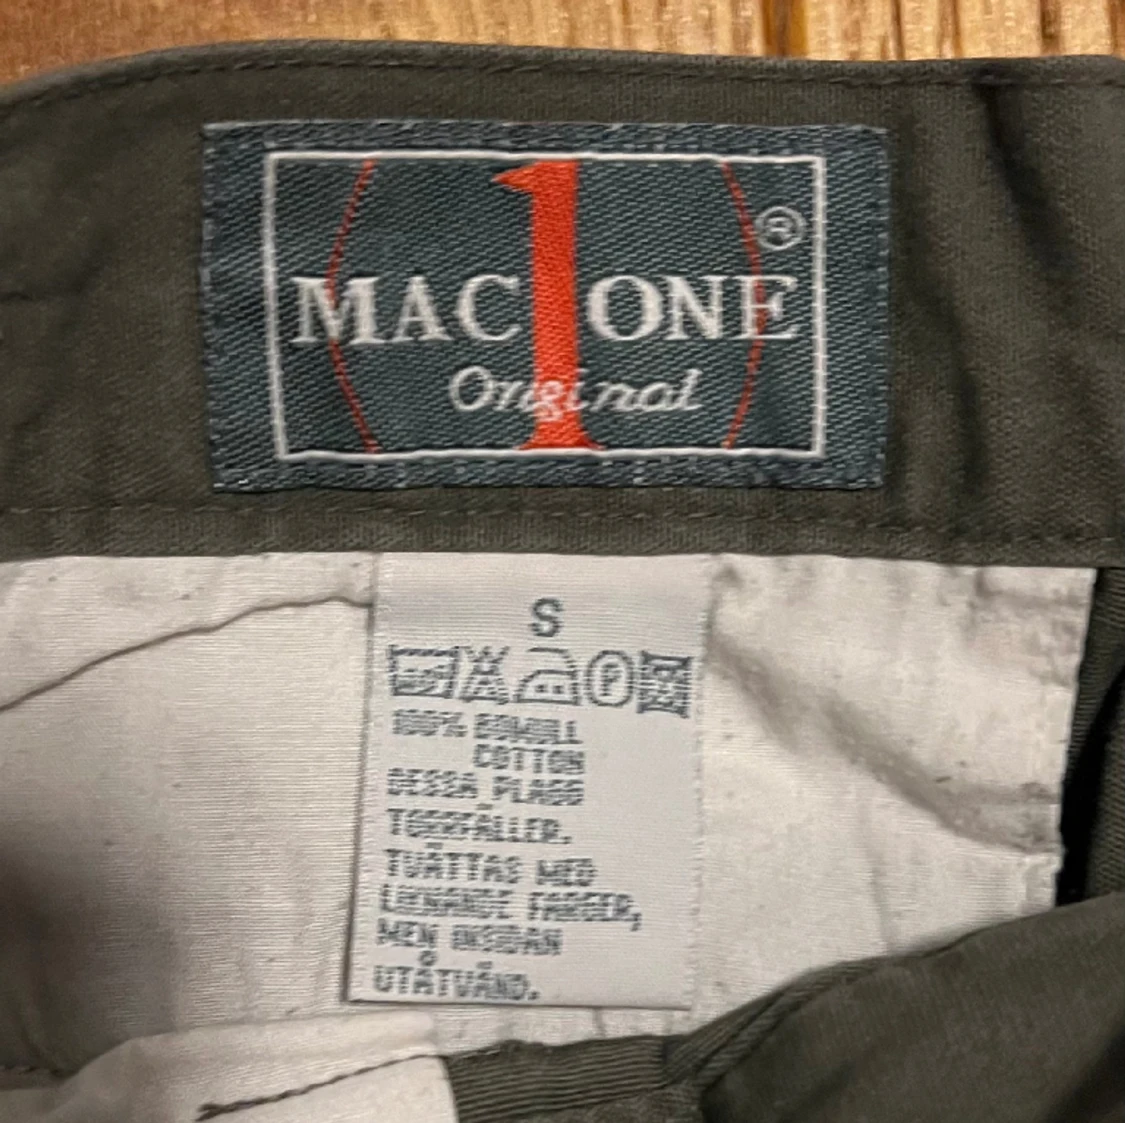 1
MAC ONE ®
Original
S
P
100% BOMULL
COTTON
DESSA PLAGG
TORRFÄLLER.
TVÄTTAS MED
LIKNANDE FÄRGER,
MEN INSIDAN
UTÅTVÄND.